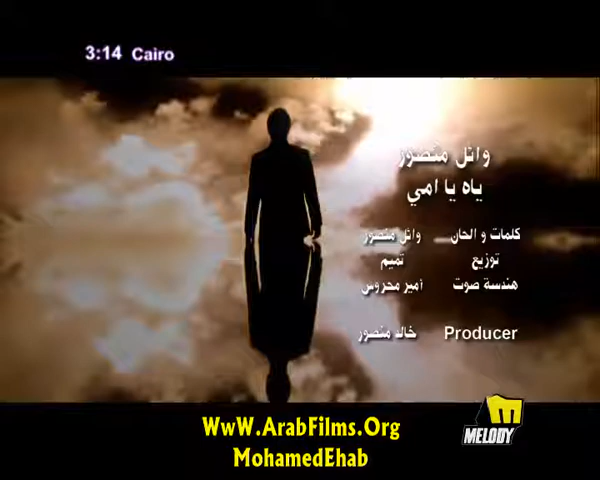 3:14 Cairo
وائل منصور
ياه يا امي
كلمات و الحان وائل منصور
توزيع تميم
هندسة صوت أمير محروس
Producer خالد منصور
MELODY
WwW.ArabFilms.Org
MohamedEhab